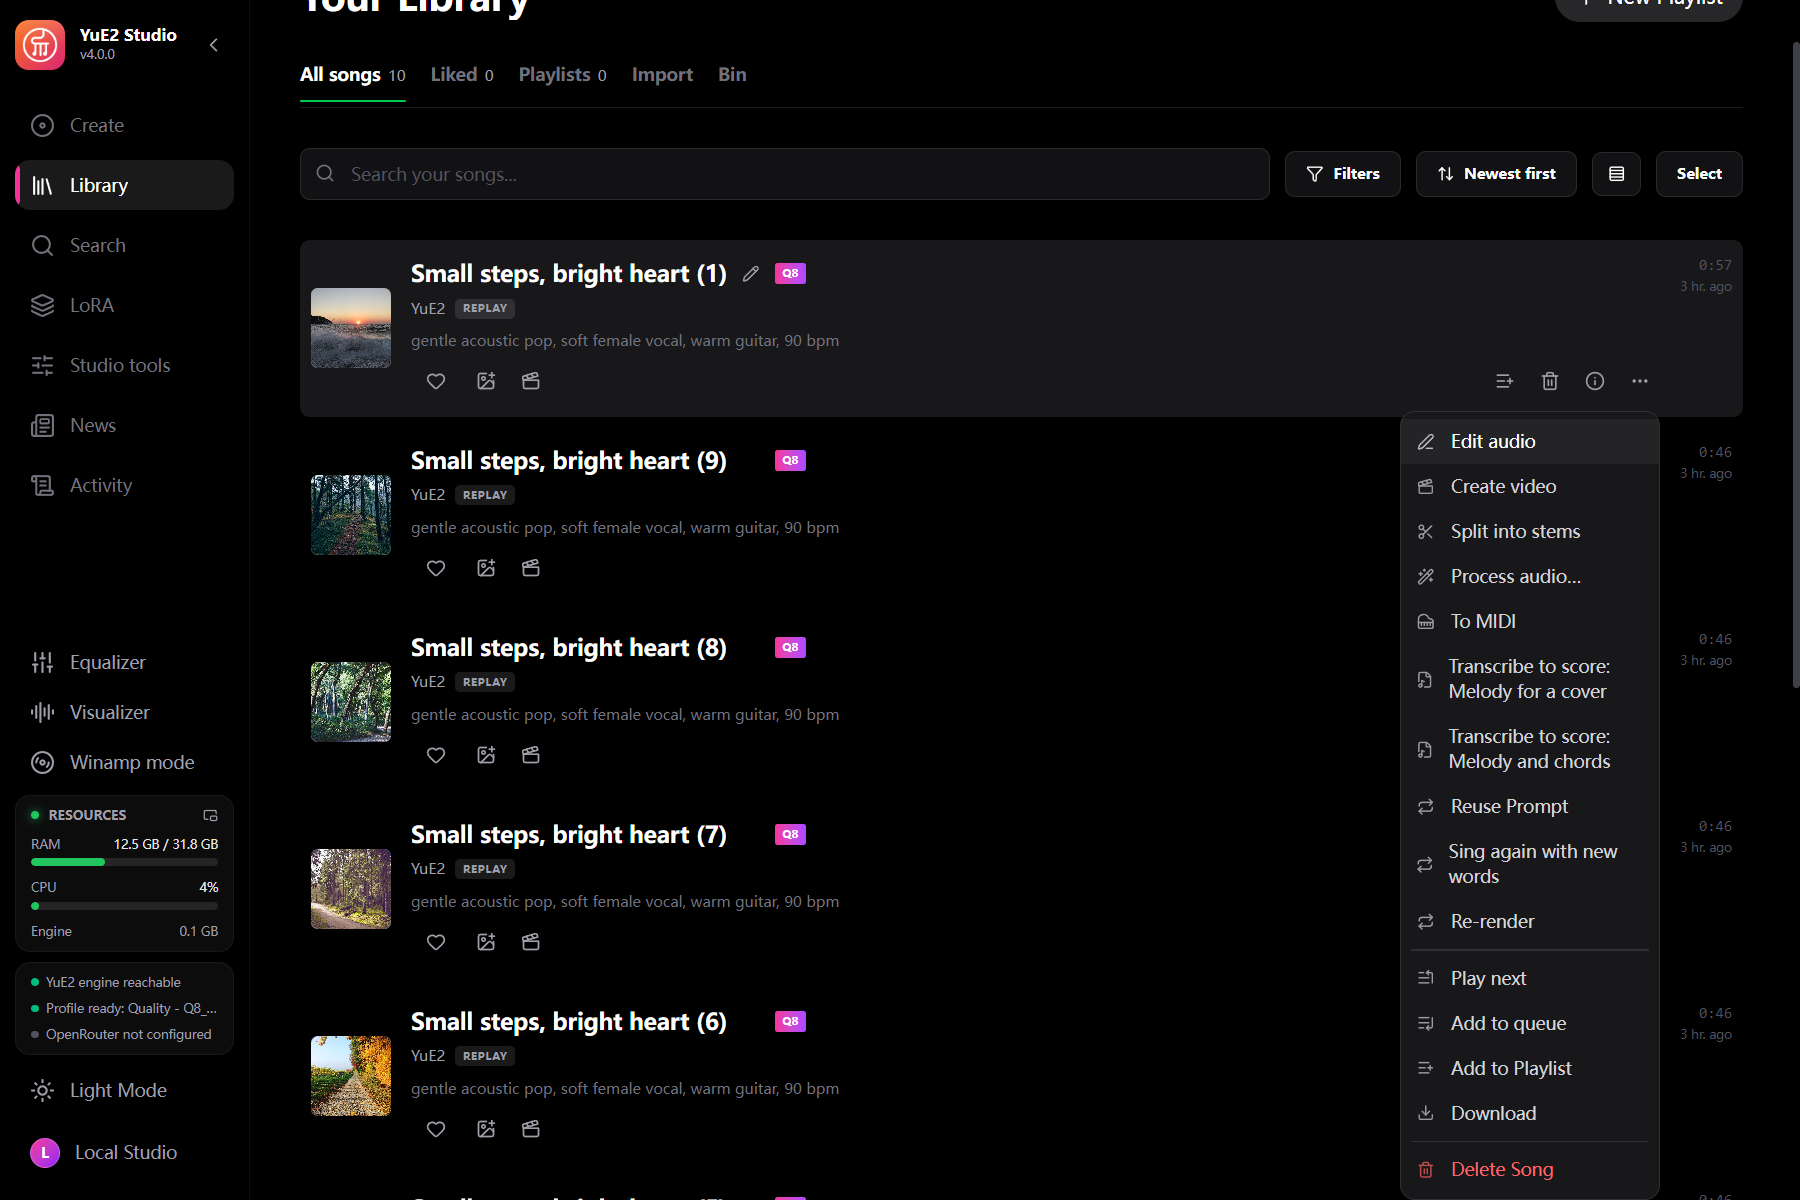 YuE2 Studio
v4.0.0
Create
Library
Search
LoRA
Studio tools
News
Activity
Equalizer
Visualizer
Winamp mode
RESOURCES
RAM 12.5 GB / 31.8 GB
CPU 4%
Engine 0.1 GB
YuE2 engine reachable
Profile ready: Quality - Q8_...
OpenRouter not configured
Light Mode
L Local Studio
Your Library
New Playlist
All songs 10 Liked 0 Playlists 0 Import Bin
Search your songs...
Filters
Newest first
Select
Small steps, bright heart (1) Q8
0:57
YuE2 REPLAY
3 hr. ago
gentle acoustic pop, soft female vocal, warm guitar, 90 bpm
Small steps, bright heart (9) Q8
0:46
YuE2 REPLAY
3 hr. ago
gentle acoustic pop, soft female vocal, warm guitar, 90 bpm
Small steps, bright heart (8) Q8
0:46
YuE2 REPLAY
3 hr. ago
gentle acoustic pop, soft female vocal, warm guitar, 90 bpm
Small steps, bright heart (7) Q8
0:46
YuE2 REPLAY
3 hr. ago
gentle acoustic pop, soft female vocal, warm guitar, 90 bpm
Small steps, bright heart (6) Q8
0:46
YuE2 REPLAY
3 hr. ago
gentle acoustic pop, soft female vocal, warm guitar, 90 bpm
Edit audio
Create video
Split into stems
Process audio...
To MIDI
Transcribe to score:
Melody for a cover
Transcribe to score:
Melody and chords
Reuse Prompt
Sing again with new
words
Re-render
Play next
Add to queue
Add to Playlist
Download
Delete Song